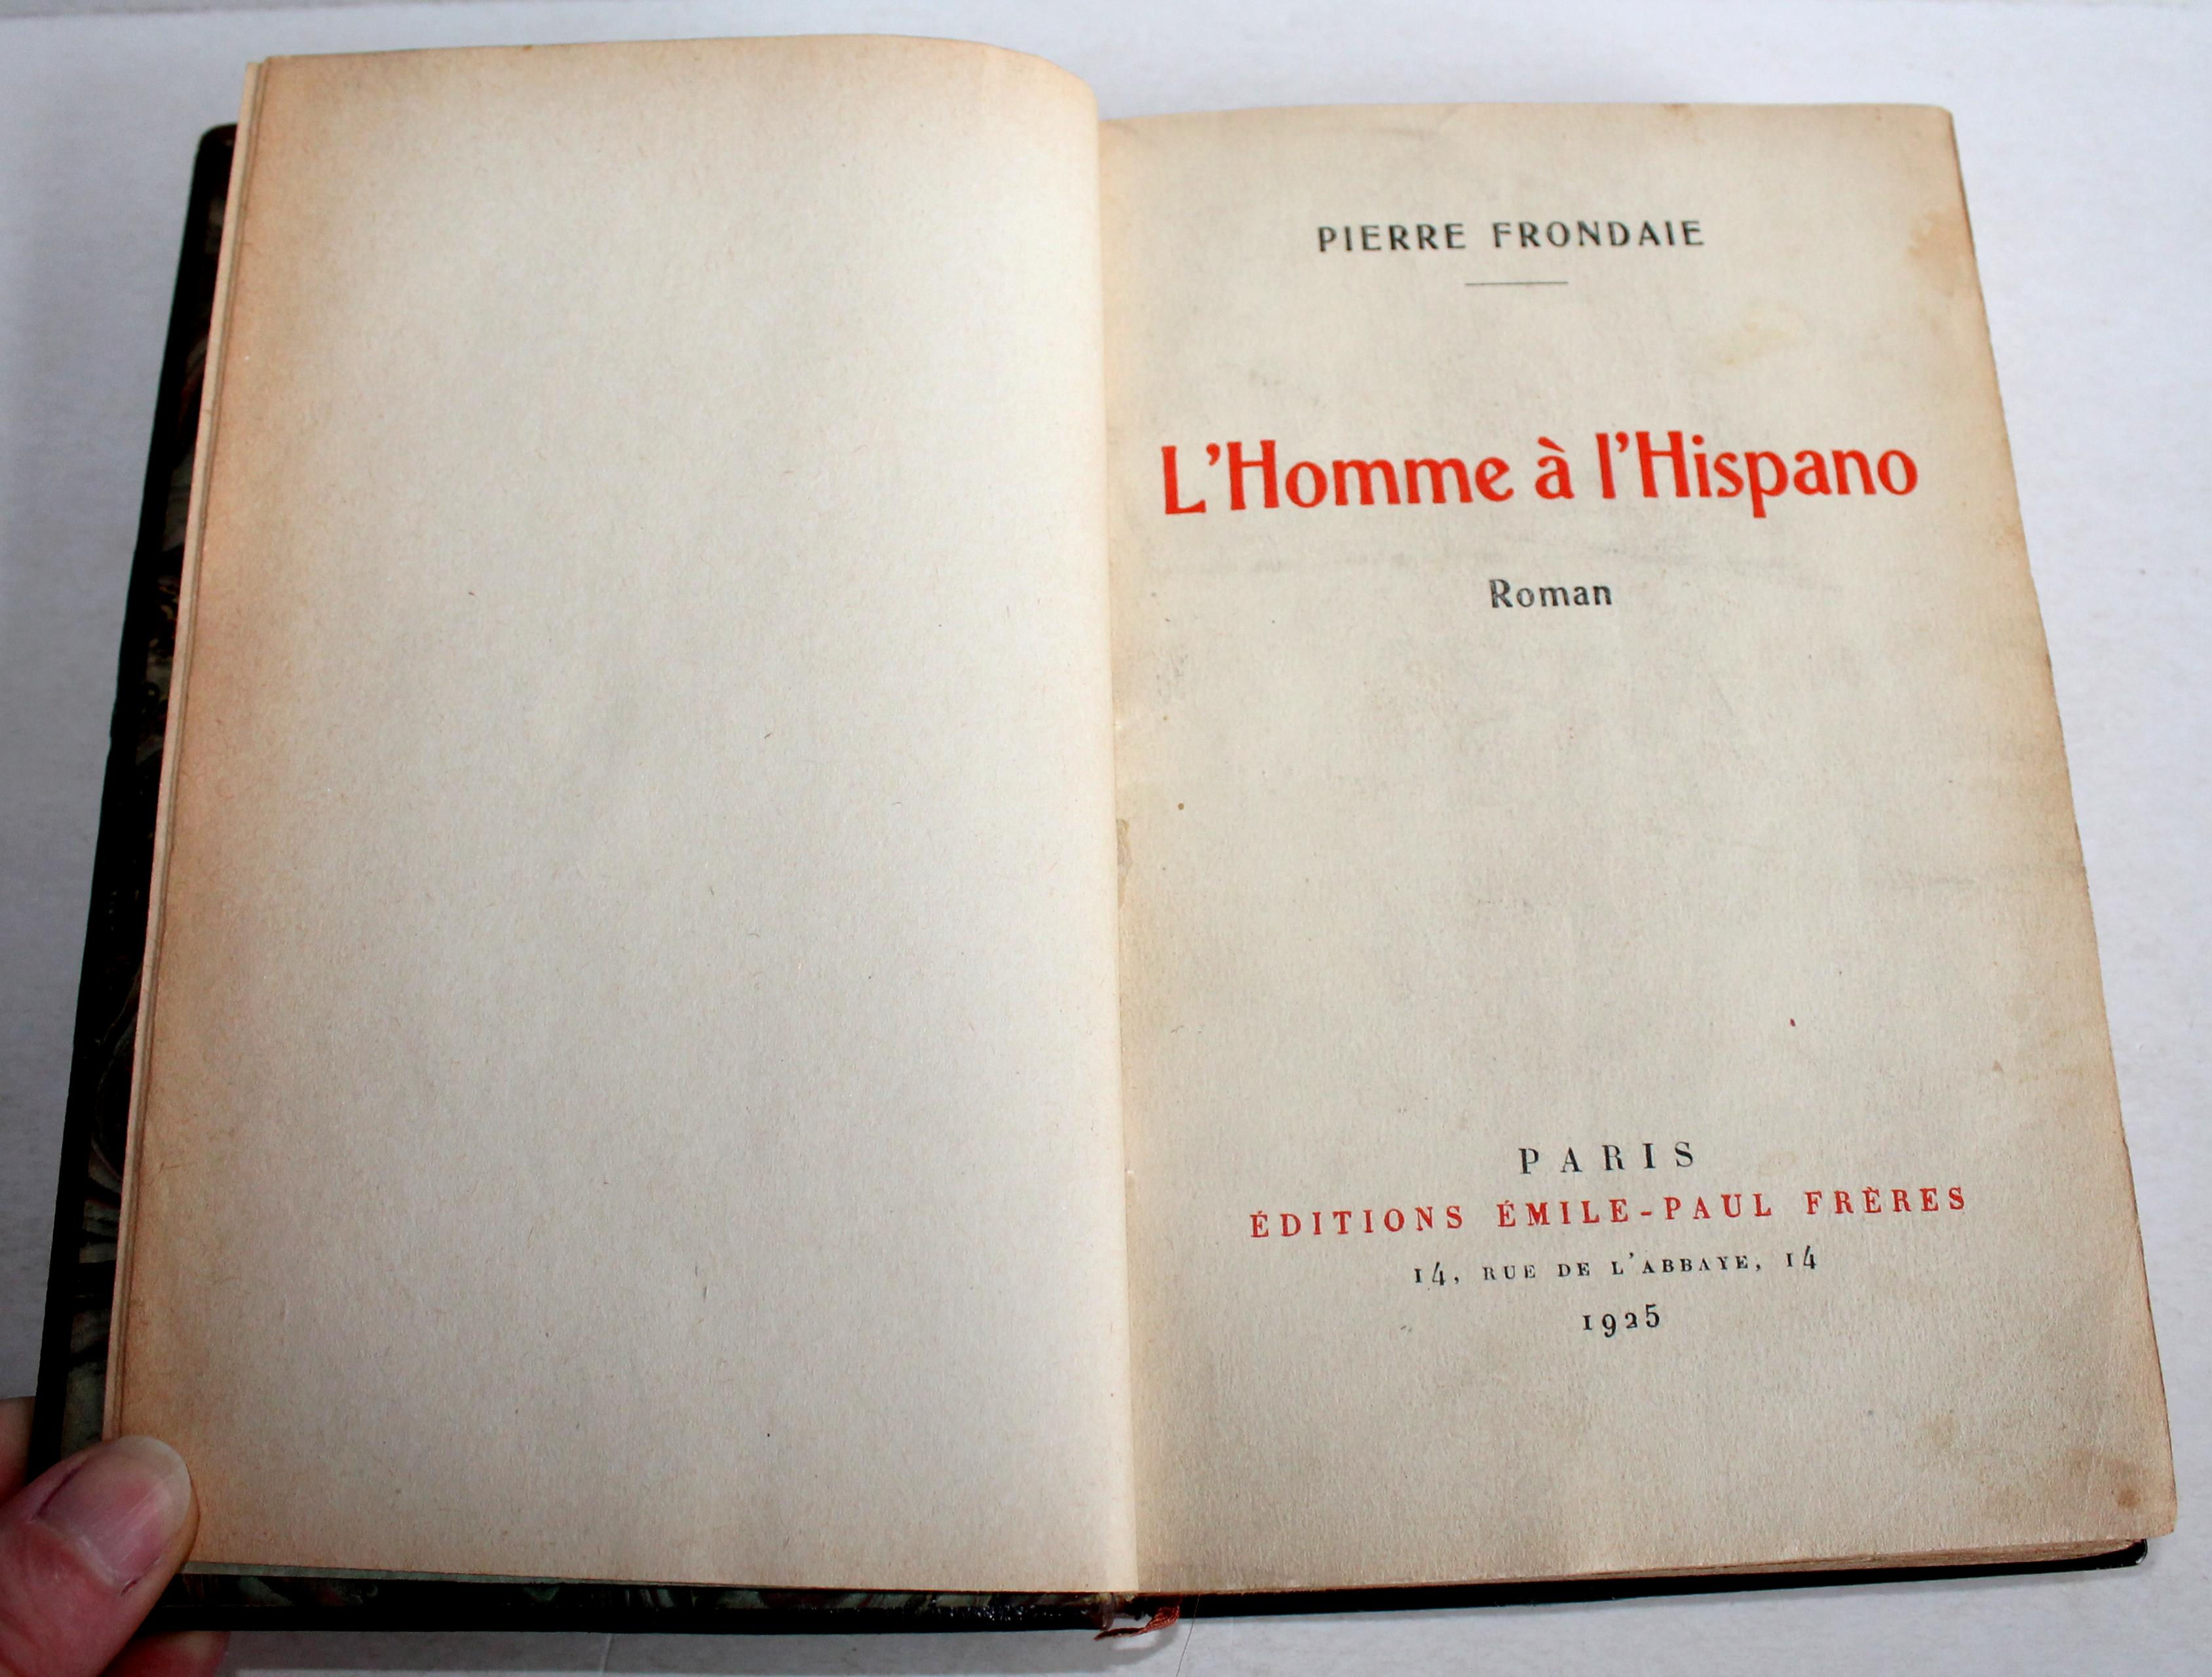 PIERRE FRONDAIE
L'Homme à l'Hispano
Roman
PARIS
ÉDITIONS ÉMILE-PAUL FRÈRES
14, RUE DE L'ABBAYE, 14
1925